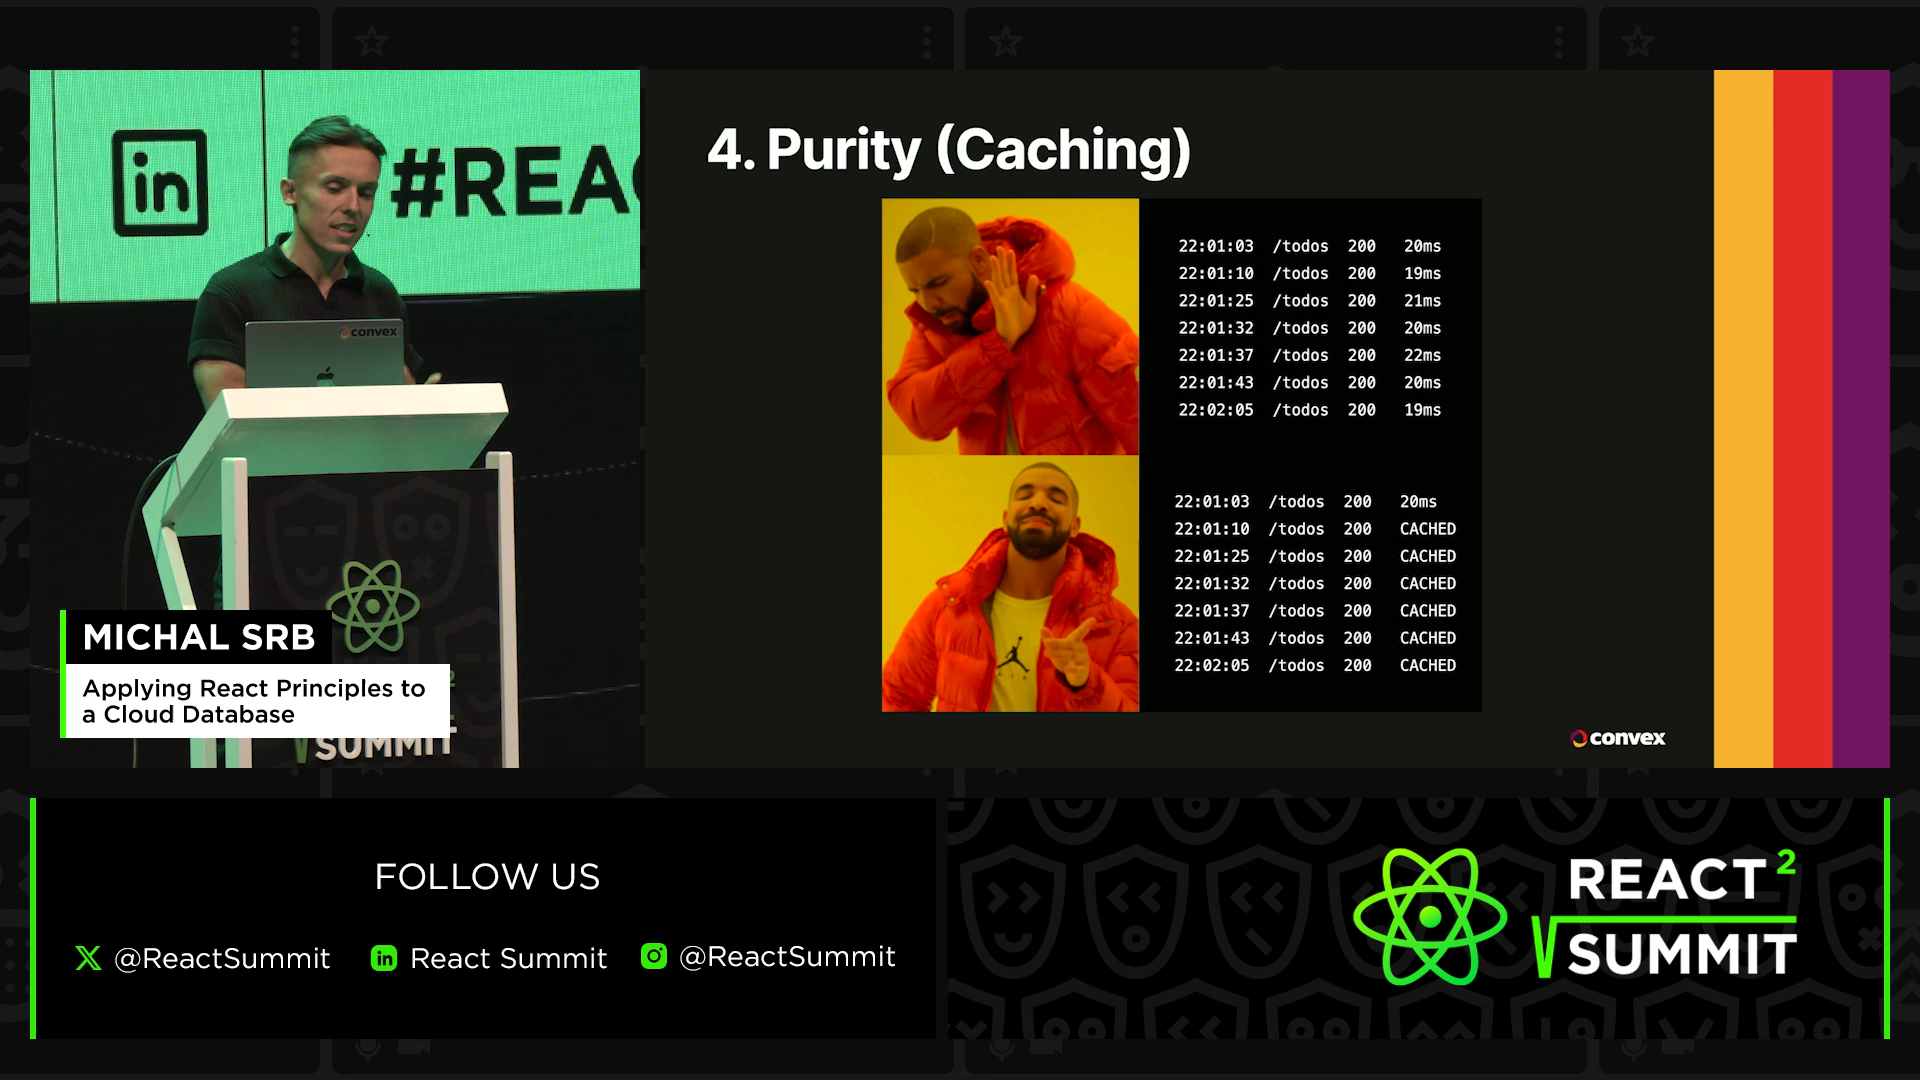 in
#REAC
convex
4. Purity (Caching)
22:01:03 /todos 200 20ms
22:01:10 /todos 200 19ms
22:01:25 /todos 200 21ms
22:01:32 /todos 200 20ms
22:01:37 /todos 200 22ms
22:01:43 /todos 200 20ms
22:02:05 /todos 200 19ms
22:01:03 /todos 200 20ms
22:01:10 /todos 200 CACHED
22:01:25 /todos 200 CACHED
22:01:32 /todos 200 CACHED
22:01:37 /todos 200 CACHED
22:01:43 /todos 200 CACHED
22:02:05 /todos 200 CACHED
convex
MICHAL SRB
Applying React Principles to
a Cloud Database
SUMMIT
FOLLOW US
@ReactSummit
in React Summit
@ReactSummit
REACT 2
SUMMIT